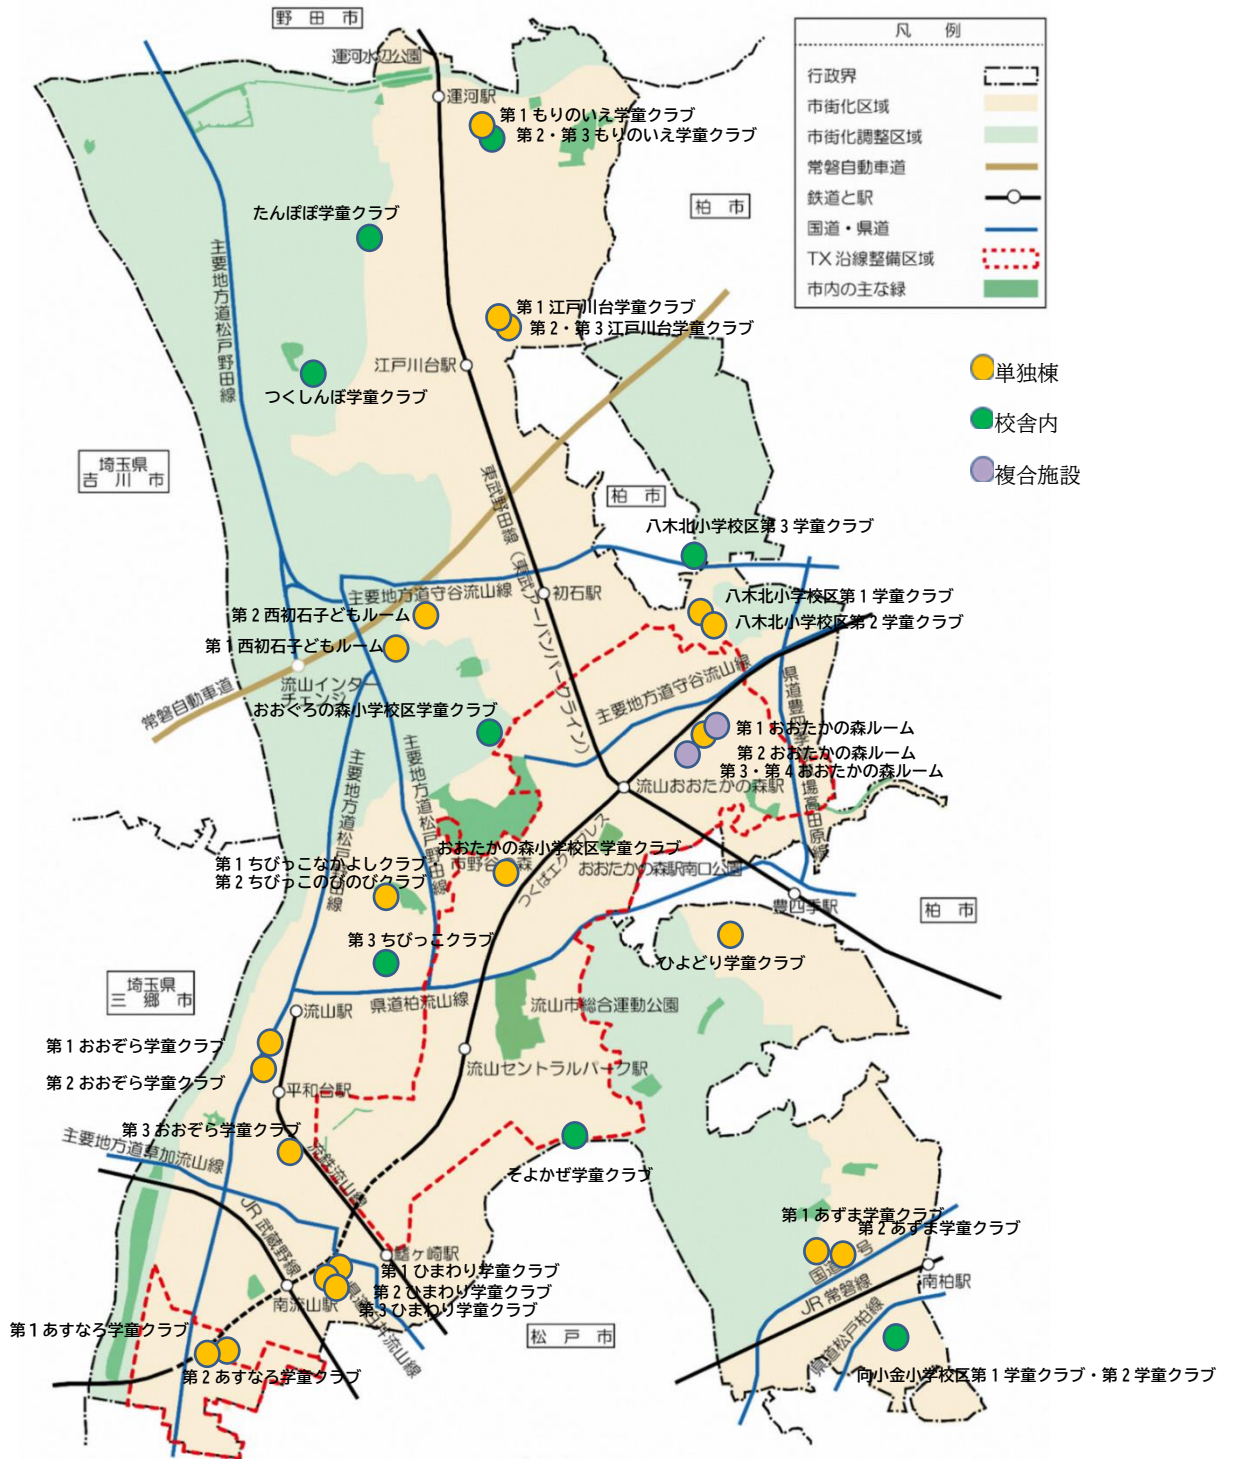 野田市
凡例
行政界
市街化区域
市街化調整区域
常磐自動車道
鉄道と駅
国道・県道
TX沿線整備区域
市内の主な緑
運河水辺公園
運河駅
第1もりのいえ学童クラブ
第2・第3もりのいえ学童クラブ
柏市
たんぽぽ学童クラブ
主要地方道松戸野田線
第1江戸川台学童クラブ
第2・第3江戸川台学童クラブ
江戸川台駅
つくしんぼ学童クラブ
単独棟
校舎内
複合施設
埼玉県
吉川市
東武野田線(東武アーバンパークライン)
柏市
八木北小学校区第3学童クラブ
主要地方道守谷流山線
初石駅
八木北小学校区第1学童クラブ
八木北小学校区第2学童クラブ
第2西初石子どもルーム
第1西初石子どもルーム
流山インター
チェンジ
常磐自動車道
おおぐろの森小学校区学童クラブ
主要地方道守谷流山線
第1おおたかの森ルーム
第2おおたかの森ルーム
第3・第4おおたかの森ルーム
流山おおたかの森駅
主要地方道松戸野田線
主要地方道松戸野田線
おおたかの森小学校区学童クラブ
市野谷の森
つくばエクスプレス
おおたかの森駅南口公園
第1ちびっこなかよしクラブ・
第2ちびっこのびのびクラブ
豊四季駅
柏市
第3ちびっこクラブ
ひよどり学童クラブ
埼玉県
三郷市
流山駅
県道柏流山線
流山市総合運動公園
第1おおぞら学童クラブ
第2おおぞら学童クラブ
流山セントラルパーク駅
平和台駅
第3おおぞら学童クラブ
主要地方道草加流山線
流鉄流山線
そよかぜ学童クラブ
JR武蔵野線
第1あずま学童クラブ
第2あずま学童クラブ
鰭ヶ崎駅
第1ひまわり学童クラブ
第2ひまわり学童クラブ
第3ひまわり学童クラブ
南流山駅
南柏駅
JR常磐線
県道松戸柏線
第1あすなろ学童クラブ
第2あすなろ学童クラブ
松戸市
向小金小学校区第1学童クラブ・第2学童クラブ